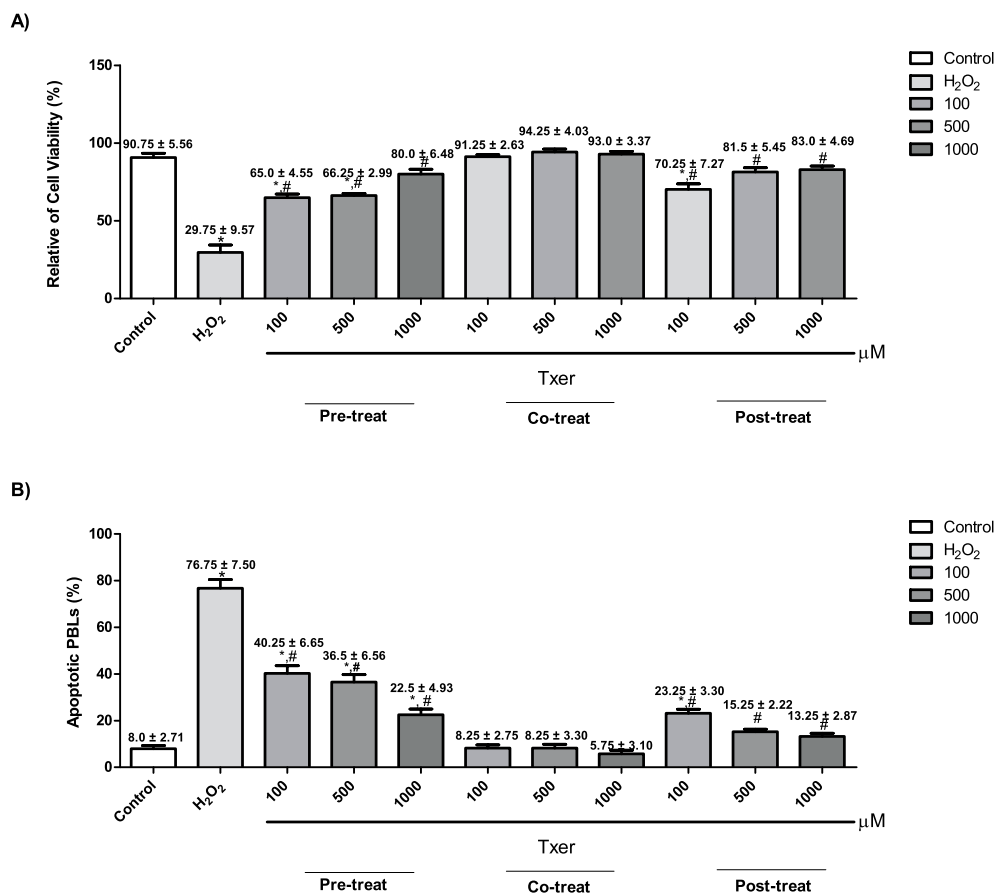 A)
Relative of Cell Viability (%)
150
100
50
0
90.75 ± 5.56
29.75 ± 9.57
*
65.0 ± 4.55
*,#
66.25 ± 2.99
*,#
80.0 ± 6.48
#
91.25 ± 2.63
94.25 ± 4.03
93.0 ± 3.37
70.25 ± 7.27
*,#
81.5 ± 5.45
#
83.0 ± 4.69
#
Control
H₂O₂
100
500
1000
Control
H₂O₂
100
500
1000
100
500
1000
100
500
1000
μM
Txer
Pre-treat
Co-treat
Post-treat
B)
Apoptotic PBLs (%)
100
80
60
40
20
0
8.0 ± 2.71
76.75 ± 7.50
*
40.25 ± 6.65
*,#
36.5 ± 6.56
*,#
22.5 ± 4.93
*, #
8.25 ± 2.75
8.25 ± 3.30
5.75 ± 3.10
23.25 ± 3.30
*,#
15.25 ± 2.22
#
13.25 ± 2.87
#
Control
H₂O₂
100
500
1000
Control
H₂O₂
100
500
1000
100
500
1000
100
500
1000
μM
Txer
Pre-treat
Co-treat
Post-treat